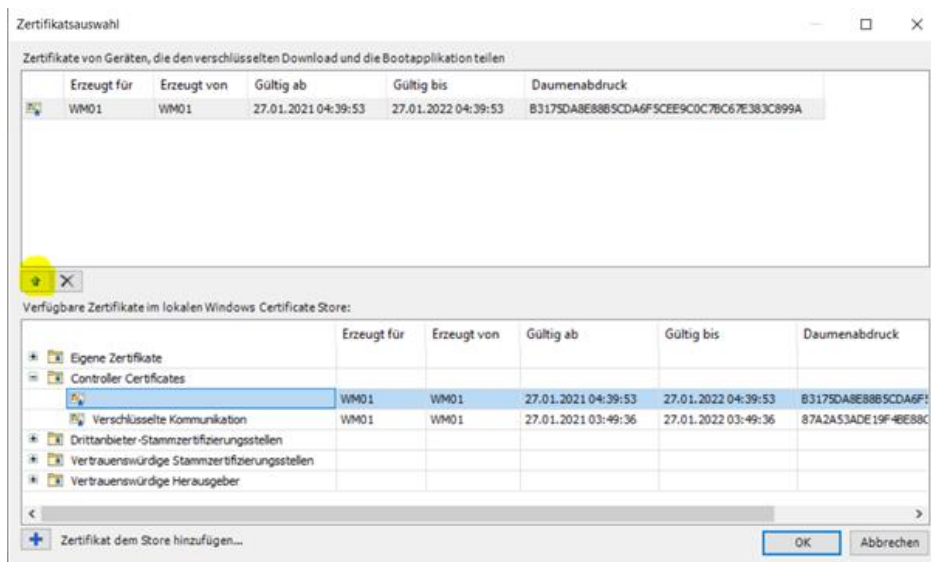 Zertifikatsauswahl
Zertifikate von Geräten, die den verschlüsselten Download und die Bootapplikation teilen
Erzeugt für Erzeugt von Gültig ab Gültig bis Daumenabdruck
WM01 WM01 27.01.2021 04:39:53 27.01.2022 04:39:53 B3175DA8E88B5CDA6F5CEE9C0C7BC67E383C899A
Verfügbare Zertifikate im lokalen Windows Certificate Store:
Erzeugt für Erzeugt von Gültig ab Gültig bis Daumenabdruck
Eigene Zertifikate
Controller Certificates
WM01 WM01 27.01.2021 04:39:53 27.01.2022 04:39:53 B3175DA8E88B5CDA6F5
Verschlüsselte Kommunikation WM01 WM01 27.01.2021 03:49:36 27.01.2022 03:49:36 87A2A53ADE19F4BE88C
Drittanbieter-Stammzertifizierungsstellen
Vertrauenswürdige Stammzertifizierungsstellen
Vertrauenswürdige Herausgeber
Zertifikat dem Store hinzufügen... OK Abbrechen